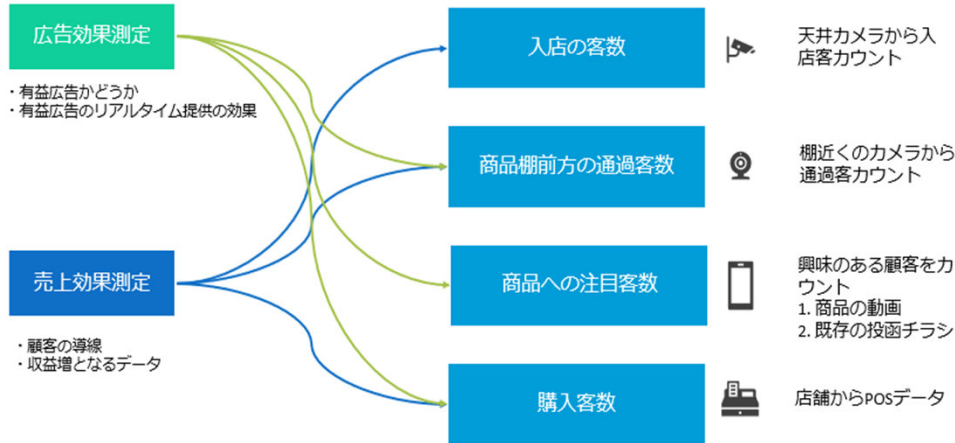 広告効果測定
・有益広告かどうか
・有益広告のリアルタイム提供の効果
売上効果測定
・顧客の導線
・収益増となるデータ
入店の客数
天井カメラから入
店客カウント
商品棚前方の通過客数
棚近くのカメラから
通過客カウント
商品への注目客数
興味のある顧客をカ
ウント
1. 商品の動画
2. 既存の投函チラシ
購入客数
店舗からPOSデータ